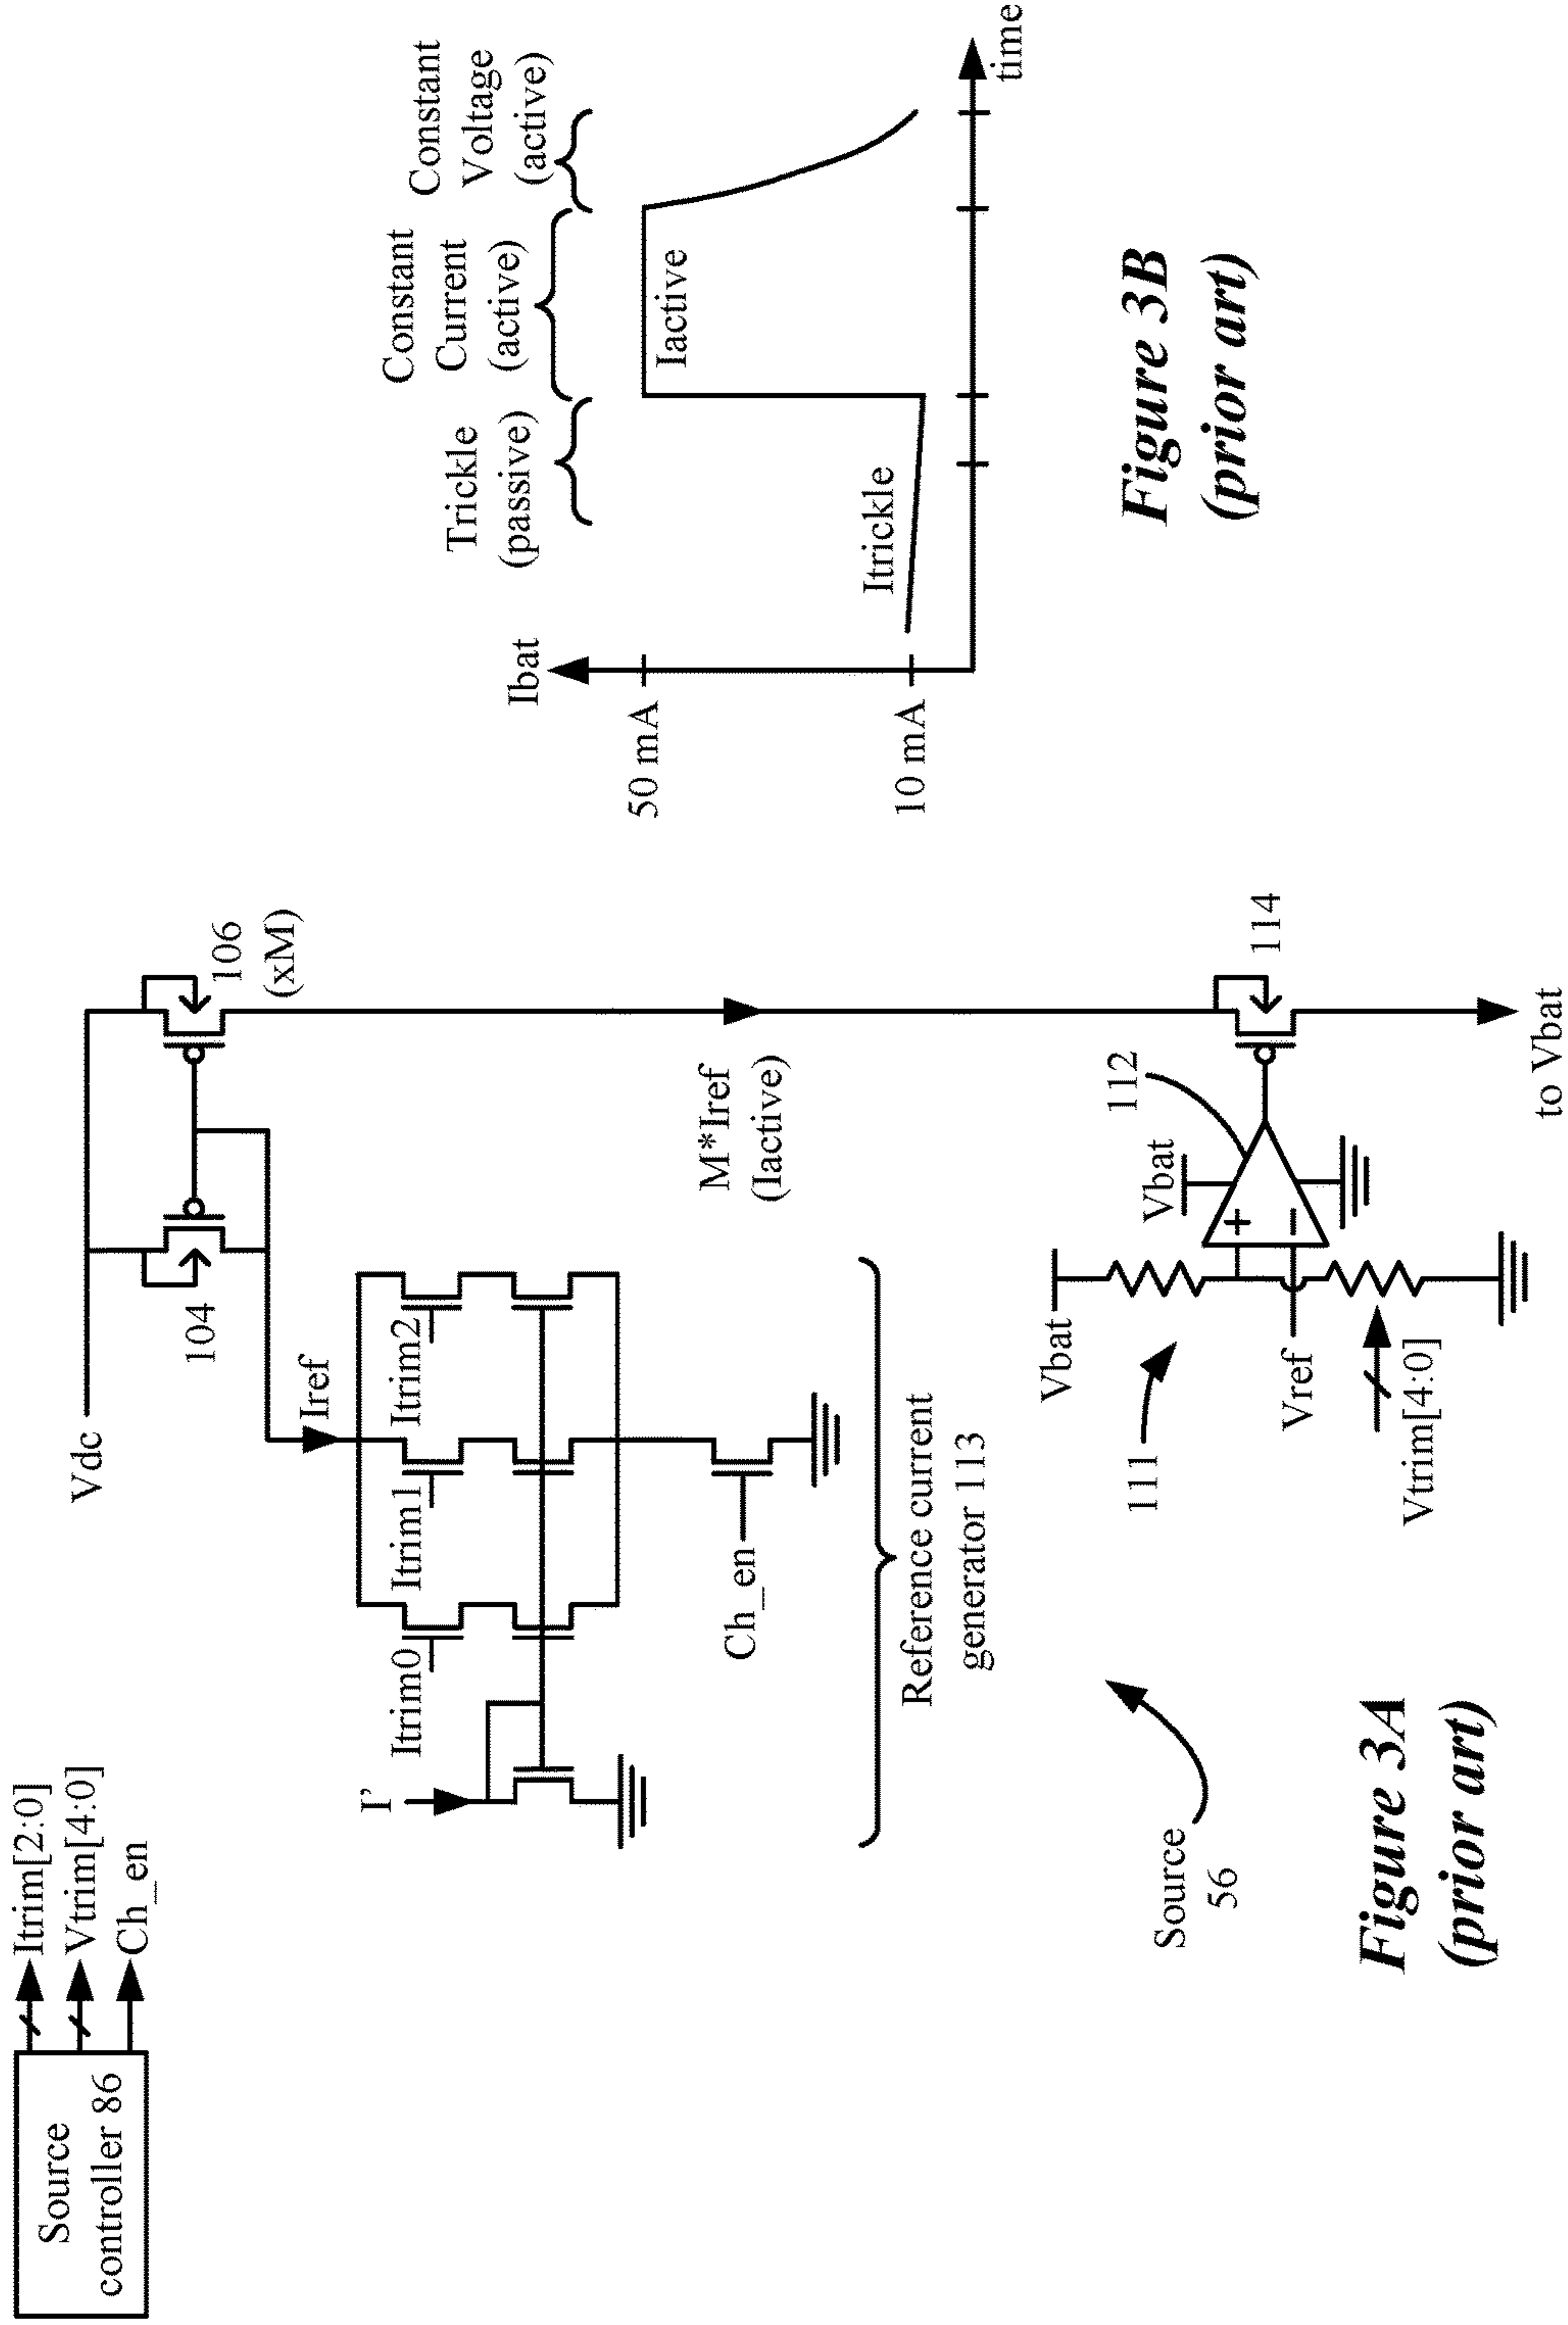 Source
controller 86
Itrim[2:0]
Vtrim[4:0]
Ch_en
Vdc
104
106
(xM)
Iref
I'
Itrim0
Itrim1
Itrim2
Ch_en
Reference current
generator 113
M*Iref
(Iactive)
Source
56
111
Vbat
Vref
Vtrim[4:0]
Vbat
112
114
to Vbat
Figure 3A
(prior art)
Ibat
50 mA
10 mA
Trickle
(passive)
Constant
Current
(active)
Constant
Voltage
(active)
Itrickle
Iactive
time
Figure 3B
(prior art)